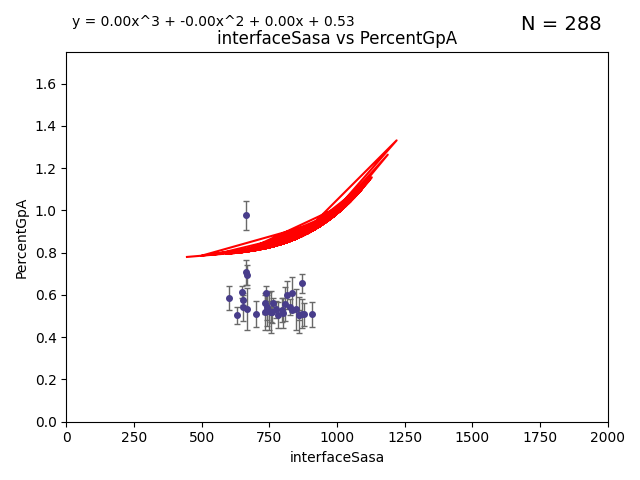 y = 0.00x^3 + -0.00x^2 + 0.00x + 0.53
N = 288
interfaceSasa vs PercentGpA
PercentGpA
1.6
1.4
1.2
1.0
0.8
0.6
0.4
0.2
0.0
0 250 500 750 1000 1250 1500 1750 2000
interfaceSasa